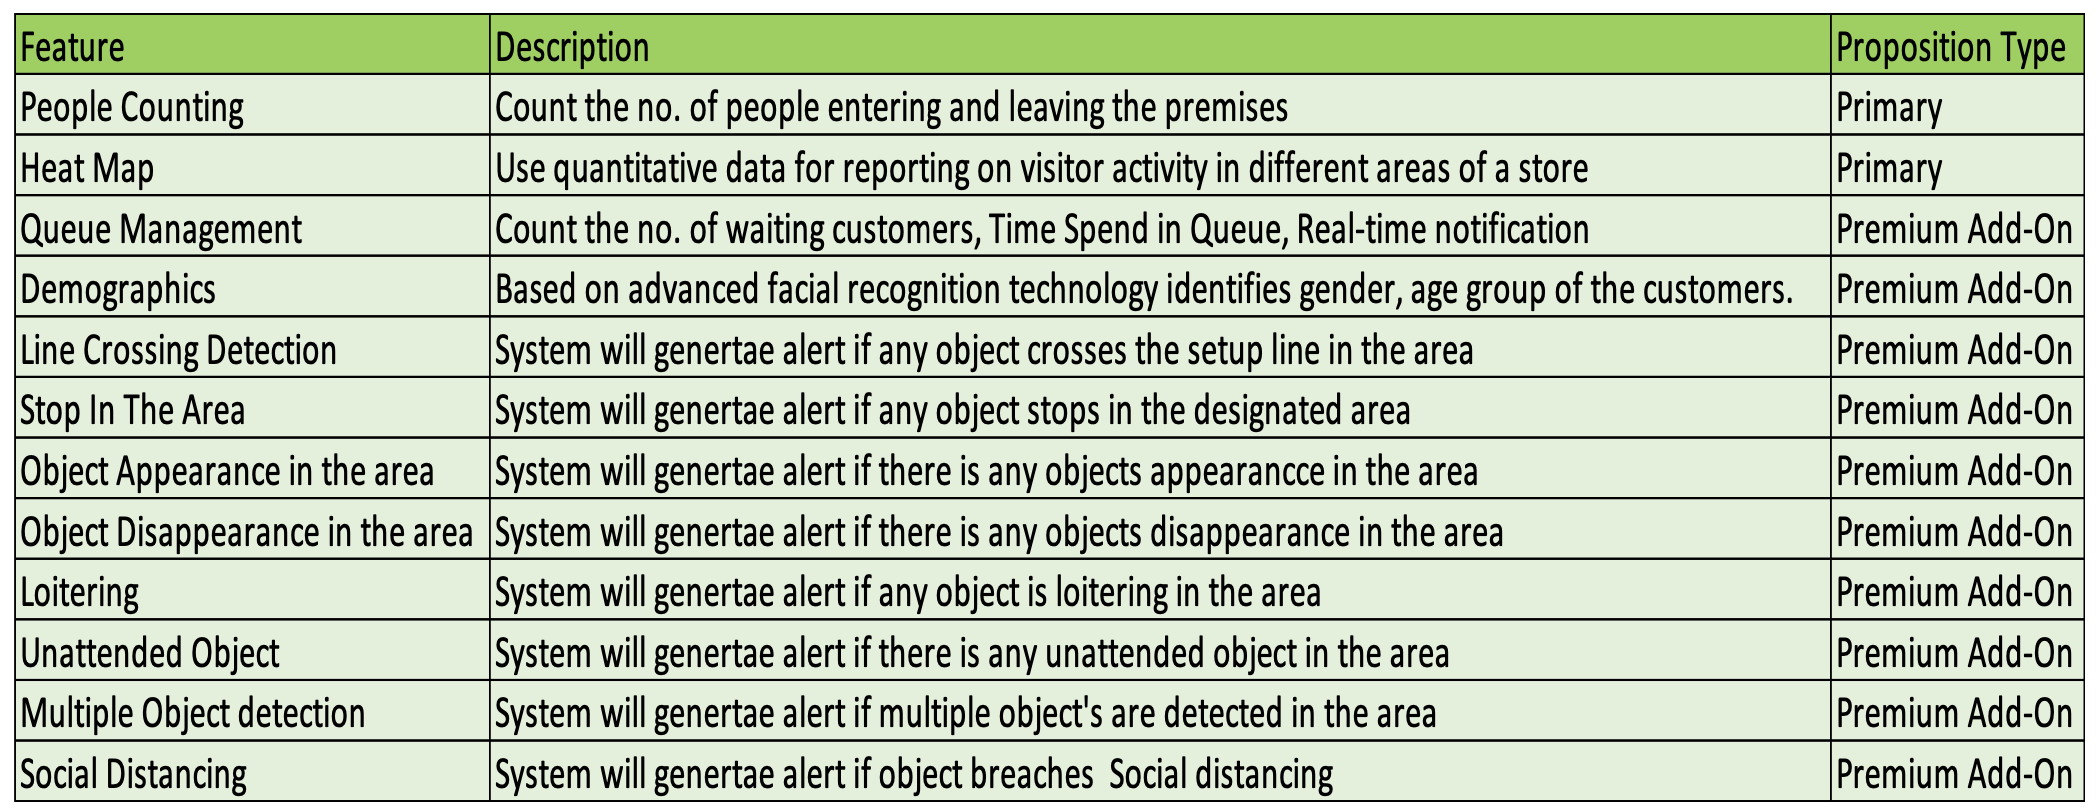 Feature Description Proposition Type
People Counting Count the no. of people entering and leaving the premises Primary
Heat Map Use quantitative data for reporting on visitor activity in different areas of a store Primary
Queue Management Count the no. of waiting customers, Time Spend in Queue, Real-time notification Premium Add-On
Demographics Based on advanced facial recognition technology identifies gender, age group of the customers. Premium Add-On
Line Crossing Detection System will genertae alert if any object crosses the setup line in the area Premium Add-On
Stop In The Area System will genertae alert if any object stops in the designated area Premium Add-On
Object Appearance in the area System will genertae alert if there is any objects appearancce in the area Premium Add-On
Object Disappearance in the area System will genertae alert if there is any objects disappearance in the area Premium Add-On
Loitering System will genertae alert if any object is loitering in the area Premium Add-On
Unattended Object System will genertae alert if there is any unattended object in the area Premium Add-On
Multiple Object detection System will genertae alert if multiple object's are detected in the area Premium Add-On
Social Distancing System will genertae alert if object breaches  Social distancing Premium Add-On